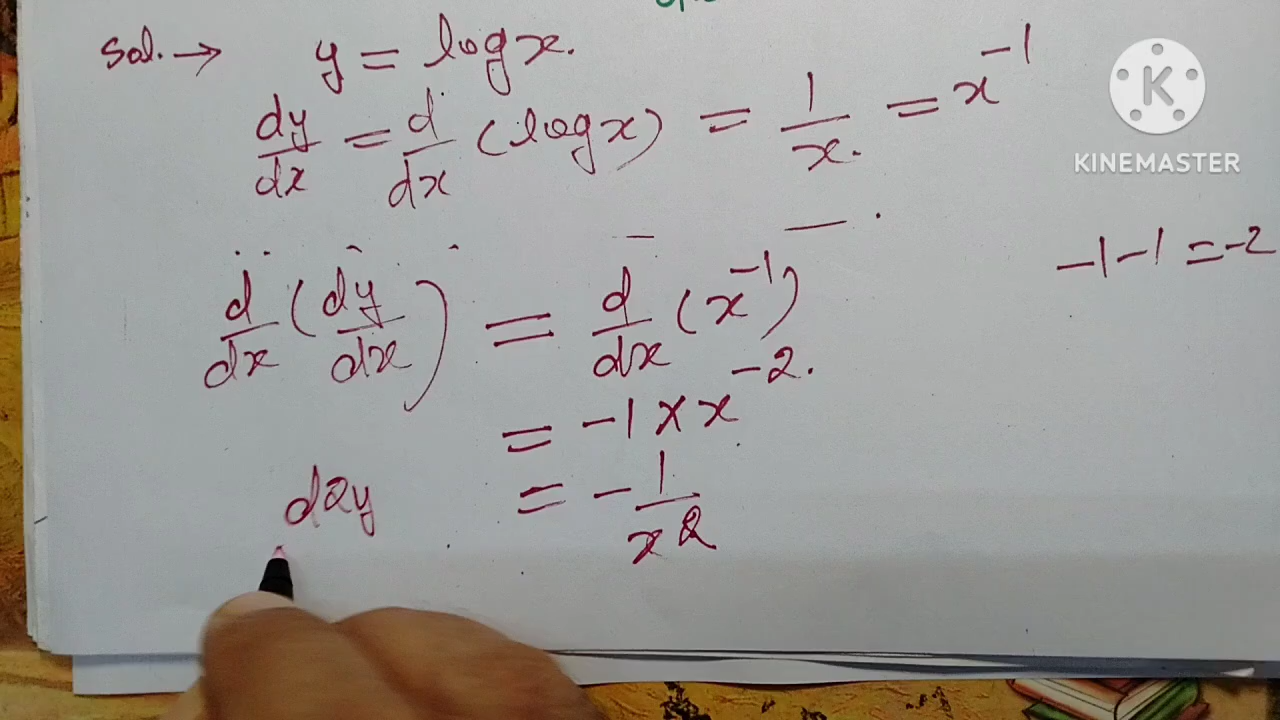 Sol. → y = log x.
dy/dx = d/dx (log x) = 1/x. = x^-1
-1-1 = -2
d/dx (dy/dx) = d/dx (x^-1)
= -1 × x^-2.
d2y = -1/x^2
K
KINEMASTER